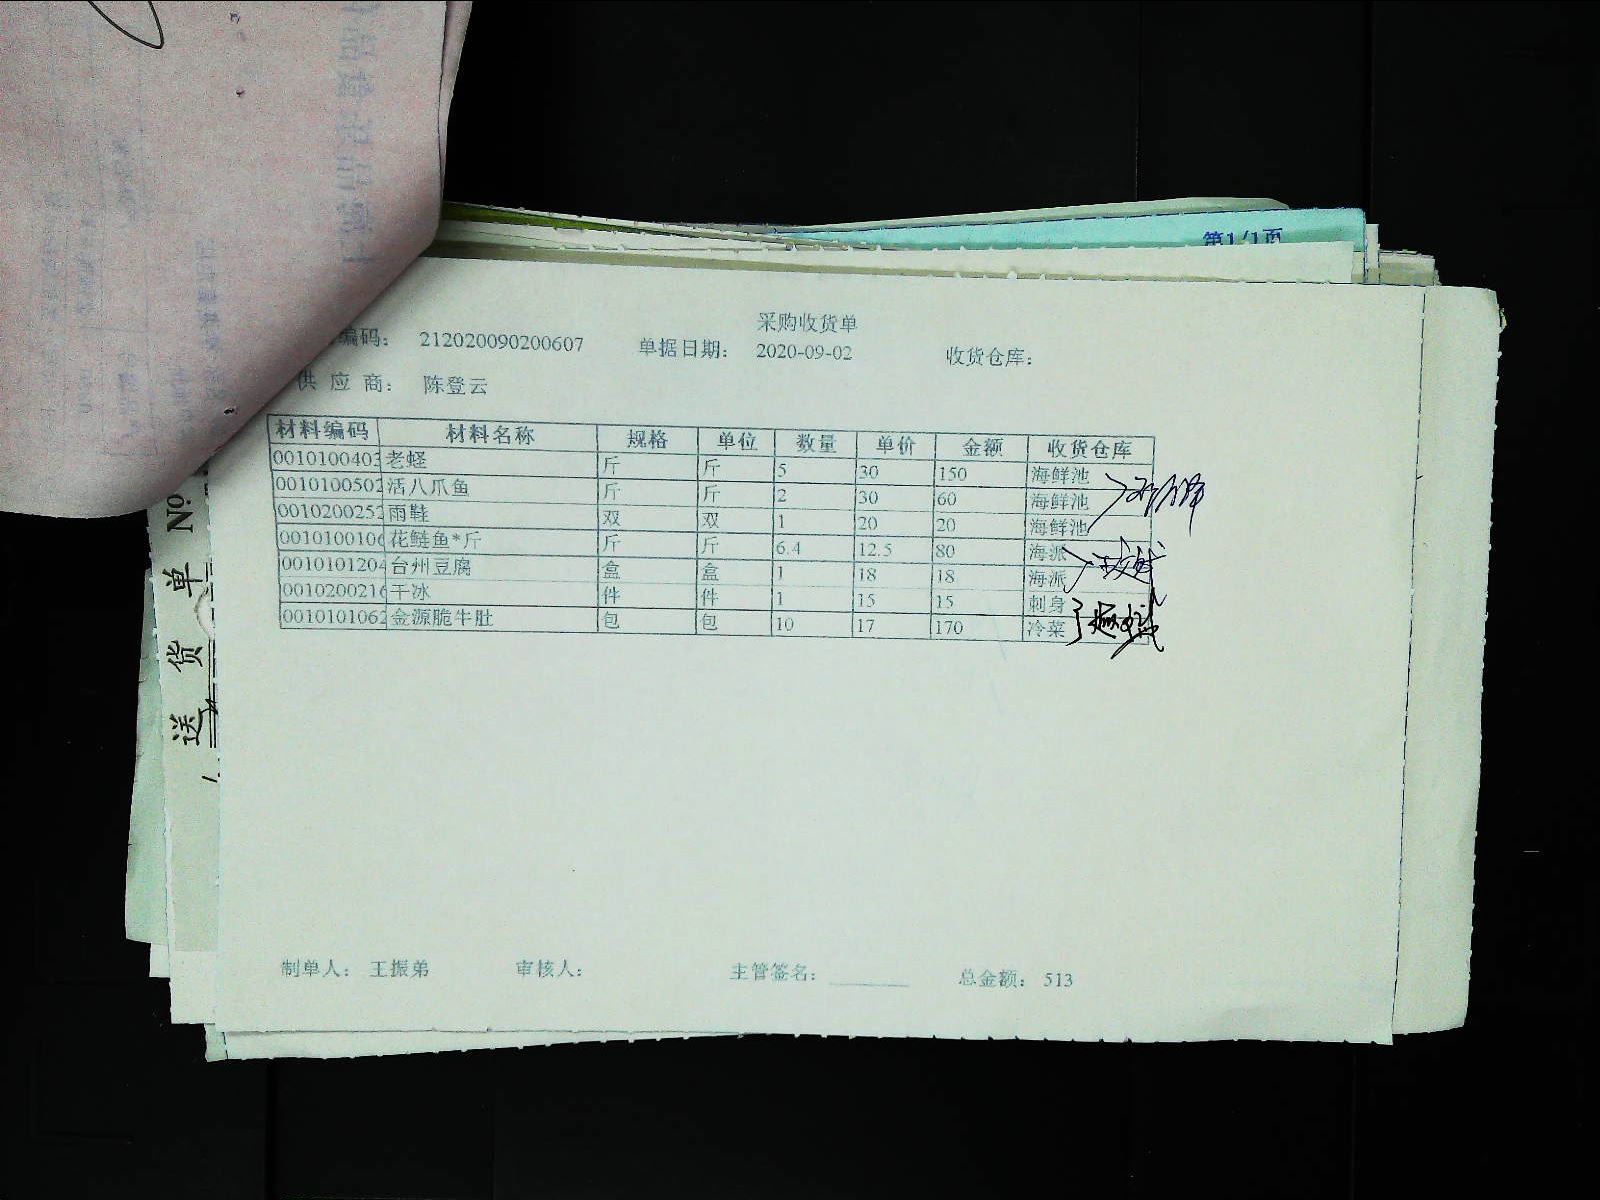 第1/1页
采购收货单
编码： 212020090200607 单据日期： 2020-09-02 收货仓库：
供 应 商： 陈登云
材料编码 材料名称 规格 单位 数量 单价 金额 收货仓库
001010040 老蛏 斤 斤 5 30 150 海鲜池
0010100502 活八爪鱼 斤 斤 2 30 60 海鲜池
001020025 雨鞋 双 双 1 20 20 海鲜池
001010010 花鲢鱼*斤 斤 斤 6.4 12.5 80 海派
0010101204 台州豆腐 盒 盒 1 18 18 海派
001020021 干冰 件 件 1 15 15 刺身
0010101062 金源脆牛肚 包 包 10 17 170 冷菜
制单人： 王振弟 审核人： 主管签名： 总金额： 513
送 货 单 №